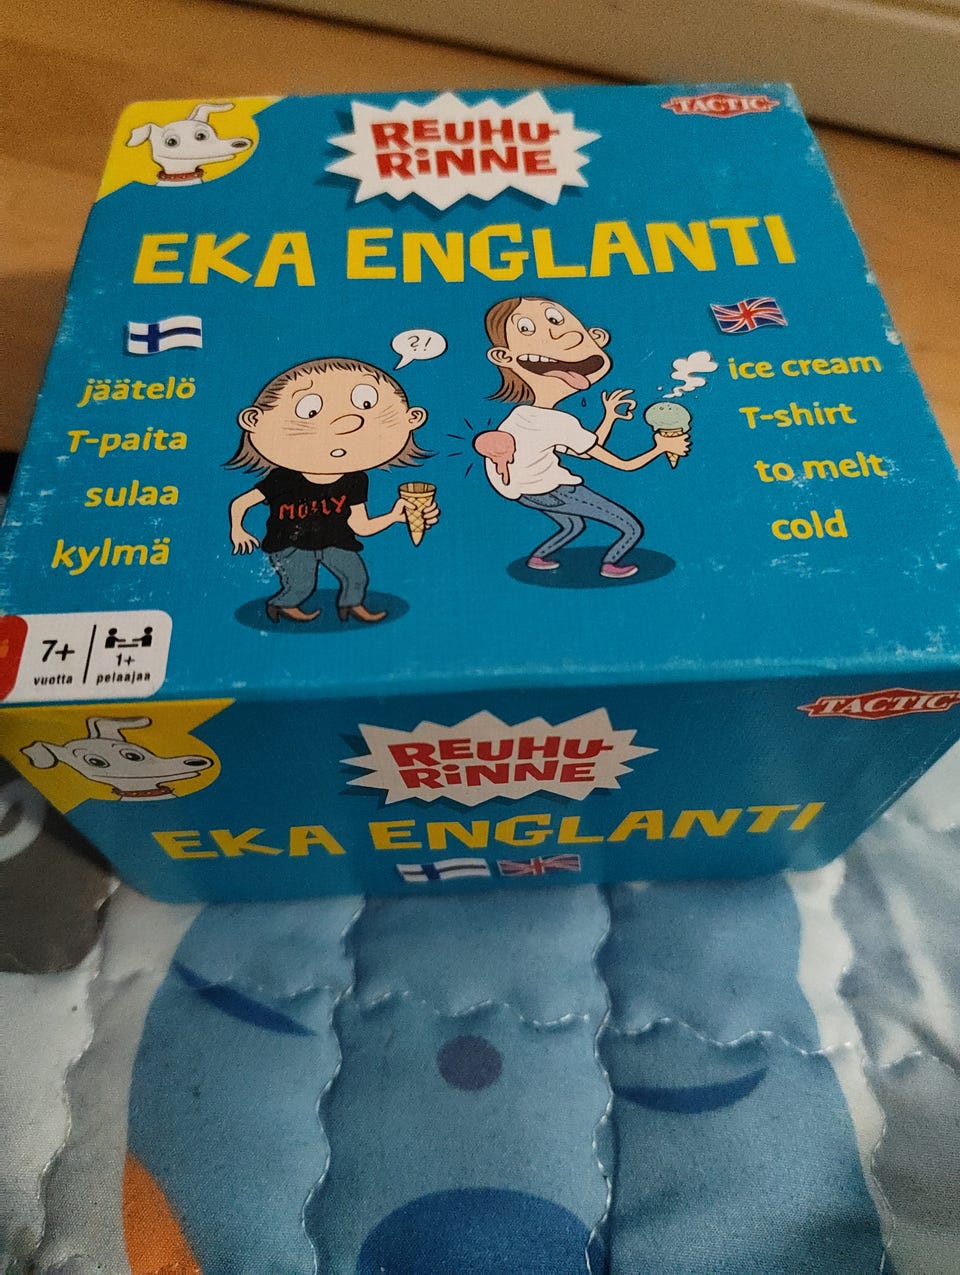 TACTIC
REUHU-
RINNE
EKA ENGLANTI
?!
jäätelö
T-paita
sulaa
kylmä
ice cream
T-shirt
to melt
cold
7+
vuotta
1+
pelaajaa
TACTIC
REUHU-
RINNE
EKA ENGLANTI